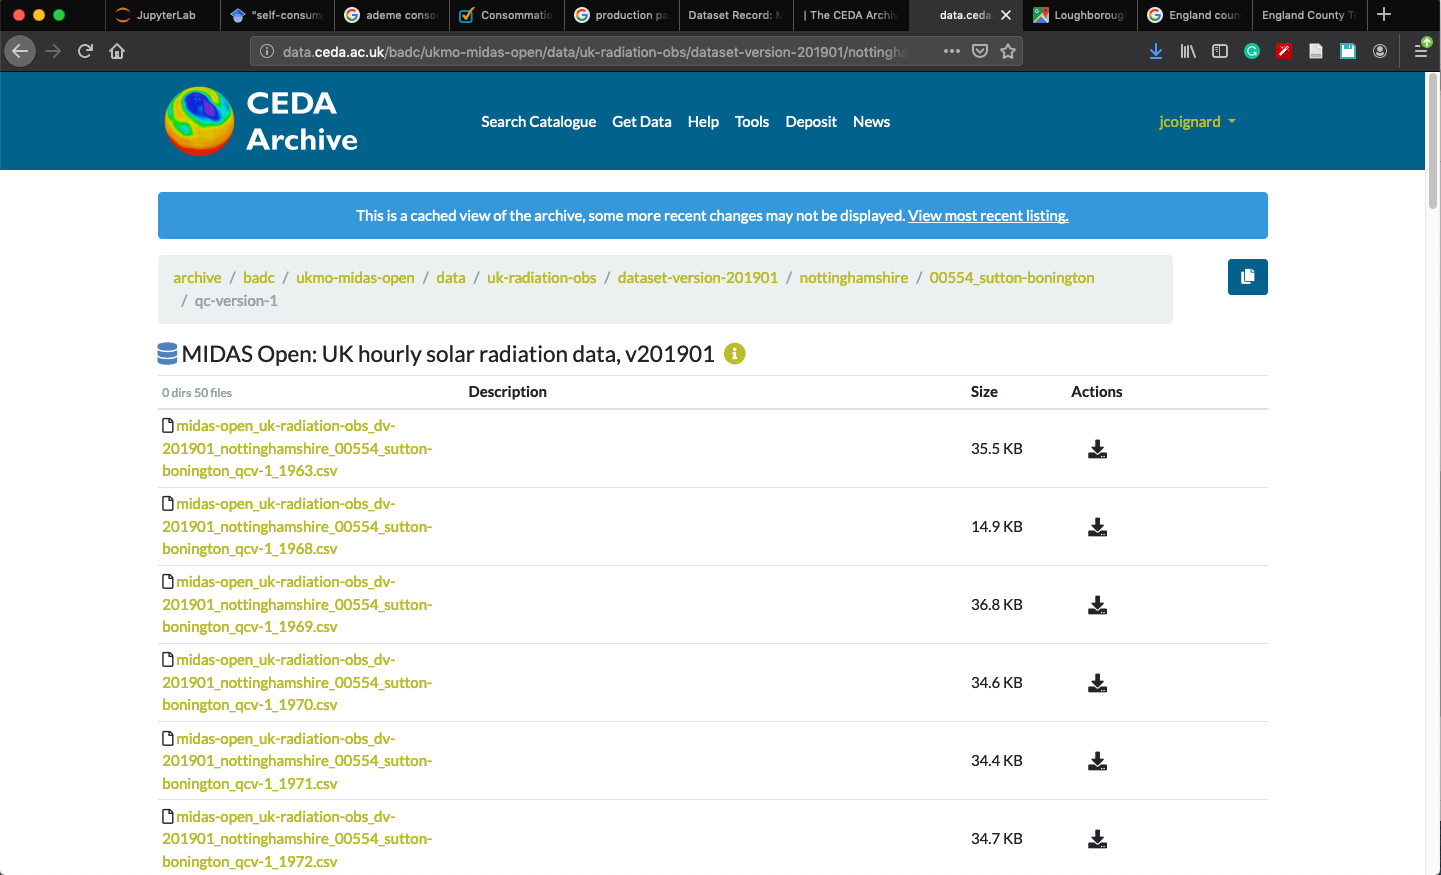 JupyterLab
"self-consum
ademe conso
Consommatio
production pa
Dataset Record: M
| The CEDA Archiv
data.ceda.
Loughboroug
England coun
England County To
data.ceda.ac.uk/badc/ukmo-midas-open/data/uk-radiation-obs/dataset-version-201901/nottingha
CEDA
Archive
Search Catalogue Get Data Help Tools Deposit News
jcoignard
This is a cached view of the archive, some more recent changes may not be displayed. View most recent listing.
archive / badc / ukmo-midas-open / data / uk-radiation-obs / dataset-version-201901 / nottinghamshire / 00554_sutton-bonington
/ qc-version-1
MIDAS Open: UK hourly solar radiation data, v201901
0 dirs 50 files Description Size Actions
midas-open_uk-radiation-obs_dv-
201901_nottinghamshire_00554_sutton-
bonington_qcv-1_1963.csv
35.5 KB
midas-open_uk-radiation-obs_dv-
201901_nottinghamshire_00554_sutton-
bonington_qcv-1_1968.csv
14.9 KB
midas-open_uk-radiation-obs_dv-
201901_nottinghamshire_00554_sutton-
bonington_qcv-1_1969.csv
36.8 KB
midas-open_uk-radiation-obs_dv-
201901_nottinghamshire_00554_sutton-
bonington_qcv-1_1970.csv
34.6 KB
midas-open_uk-radiation-obs_dv-
201901_nottinghamshire_00554_sutton-
bonington_qcv-1_1971.csv
34.4 KB
midas-open_uk-radiation-obs_dv-
201901_nottinghamshire_00554_sutton-
bonington_qcv-1_1972.csv
34.7 KB